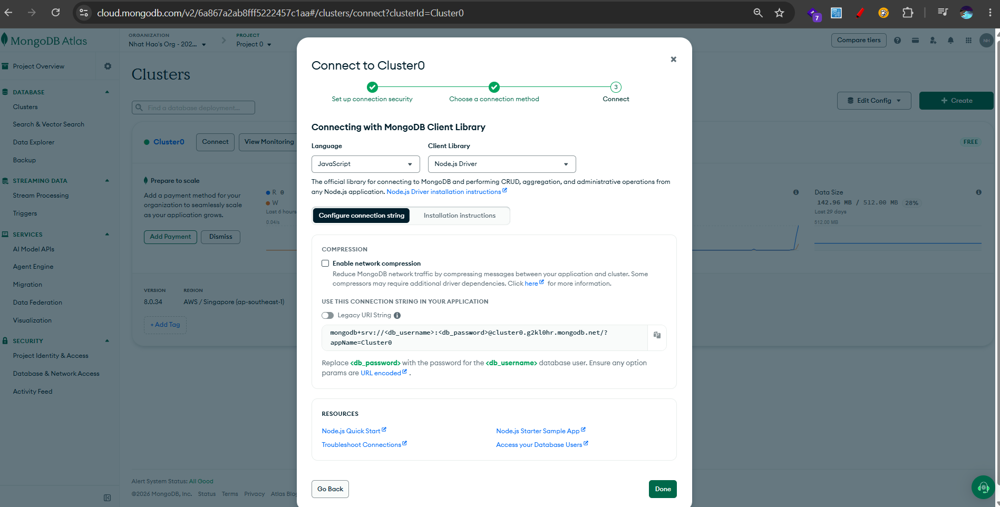 cloud.mongodb.com/v2/6a867a2ab8fff5222457c1aa#/clusters/connect?clusterId=Cluster0
7
MongoDB Atlas
ORGANIZATION
Nhat Hao's Org - 202...
PROJECT
Project 0
Compare tiers
NH
Project Overview
DATABASE
Clusters
Search & Vector Search
Data Explorer
Backup
STREAMING DATA
Stream Processing
Triggers
SERVICES
AI Model APIs
Agent Engine
Migration
Data Federation
Visualization
SECURITY
Project Identity & Access
Database & Network Access
Activity Feed
Clusters
Find a database deployment...
Edit Config
+ Create
Cluster0
Connect
View Monitoring
FREE
Prepare to scale
Add a payment method for your
organization to seamlessly scale
as your application grows.
Add Payment
Dismiss
R 0
W
Last 6 hours
0.04/s
Data Size
142.96 MB / 512.00 MB 28%
Last 29 days
512.00 MB
VERSION
8.0.34
REGION
AWS / Singapore (ap-southeast-1)
+ Add Tag
Alert System Status: All Good
©2026 MongoDB, Inc. Status Terms Privacy Atlas Blog
Connect to Cluster0
Set up connection security
Choose a connection method
3
Connect
Connecting with MongoDB Client Library
Language
JavaScript
Client Library
Node.js Driver
The official library for connecting to MongoDB and performing CRUD, aggregation, and administrative operations from
any Node.js application. Node.js Driver installation instructions
Configure connection string
Installation instructions
COMPRESSION
Enable network compression
Reduce MongoDB network traffic by compressing messages between your application and cluster. Some
compressors may require additional driver dependencies. Click here for more information.
USE THIS CONNECTION STRING IN YOUR APPLICATION
Legacy URI String
mongodb+srv://<db_username>:<db_password>@cluster0.g2kl0hr.mongodb.net/?
appName=Cluster0
Replace <db_password> with the password for the <db_username> database user. Ensure any option
params are URL encoded .
RESOURCES
Node.js Quick Start
Node.js Starter Sample App
Troubleshoot Connections
Access your Database Users
Go Back
Done